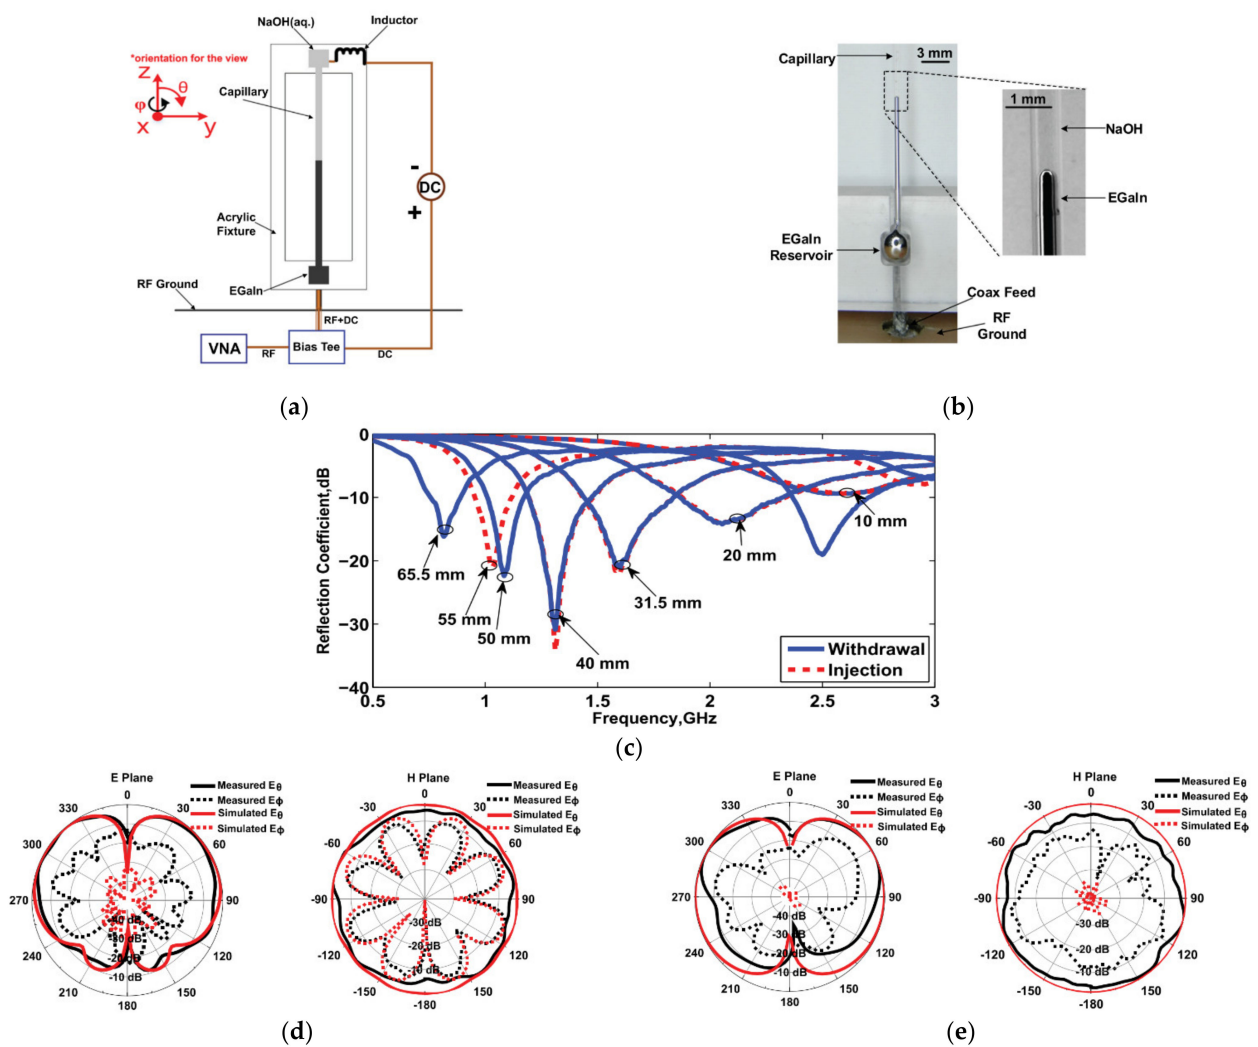 NaOH(aq.)
Inductor
*orientation for the view
Z
θ
φ
x
y
Capillary
-
DC
+
Acrylic
Fixture
EGaIn
RF Ground
RF+DC
VNA
RF
Bias Tee
DC
(a)
Capillary
3 mm
1 mm
NaOH
EGaIn
EGaIn
Reservoir
Coax Feed
RF
Ground
(b)
Reflection Coefficient,dB
0
−10
−20
−30
−40
65.5 mm
55 mm
50 mm
40 mm
31.5 mm
20 mm
10 mm
Withdrawal
Injection
0.5
1
1.5
2
2.5
3
Frequency,GHz
(c)
E Plane
Measured Eθ
Measured Eϕ
Simulated Eθ
Simulated Eϕ
330
0
30
300
60
270
90
240
120
210
150
180
-40 dB
-30 dB
-20 dB
-10 dB
H Plane
Measured Eθ
Measured Eϕ
Simulated Eθ
Simulated Eϕ
-30
0
30
-60
60
-90
90
-120
120
-150
150
-180
-30 dB
-20 dB
-10 dB
(d)
E Plane
Measured Eθ
Measured Eϕ
Simulated Eθ
Simulated Eϕ
330
0
30
300
60
270
90
240
120
210
150
180
-40 dB
-30 dB
-20 dB
-10 dB
H Plane
Measured Eθ
Measured Eϕ
Simulated Eθ
Simulated Eϕ
-30
0
30
-60
60
-90
90
-120
120
-150
150
-180
-30 dB
-20 dB
-10 dB
(e)